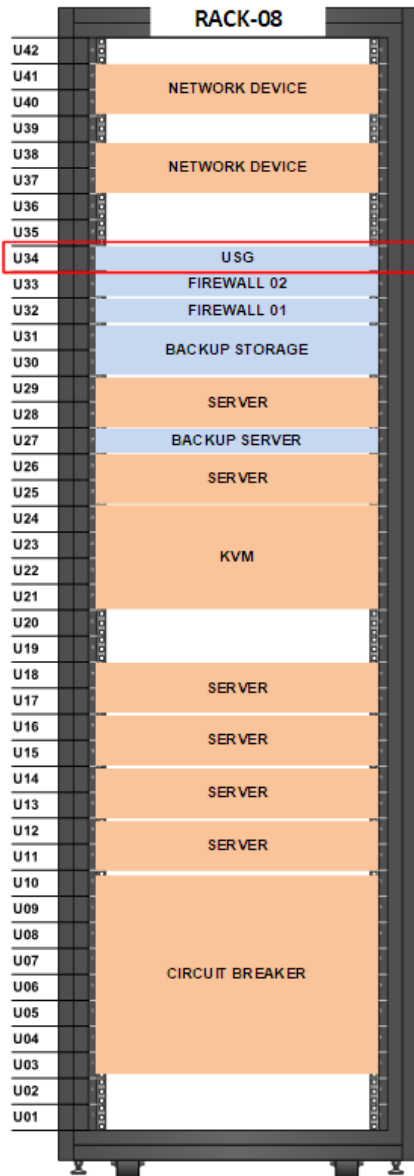 RACK-08
U42
U41
NETWORK DEVICE
U40
U39
U38
NETWORK DEVICE
U37
U36
U35
U34 USG
U33 FIREWALL 02
U32 FIREWALL 01
U31
BACKUP STORAGE
U30
U29
SERVER
U28
U27 BACKUP SERVER
U26
SERVER
U25
U24
U23
KVM
U22
U21
U20
U19
U18
SERVER
U17
U16
SERVER
U15
U14
SERVER
U13
U12
SERVER
U11
U10
U09
U08
U07
CIRCUIT BREAKER
U06
U05
U04
U03
U02
U01